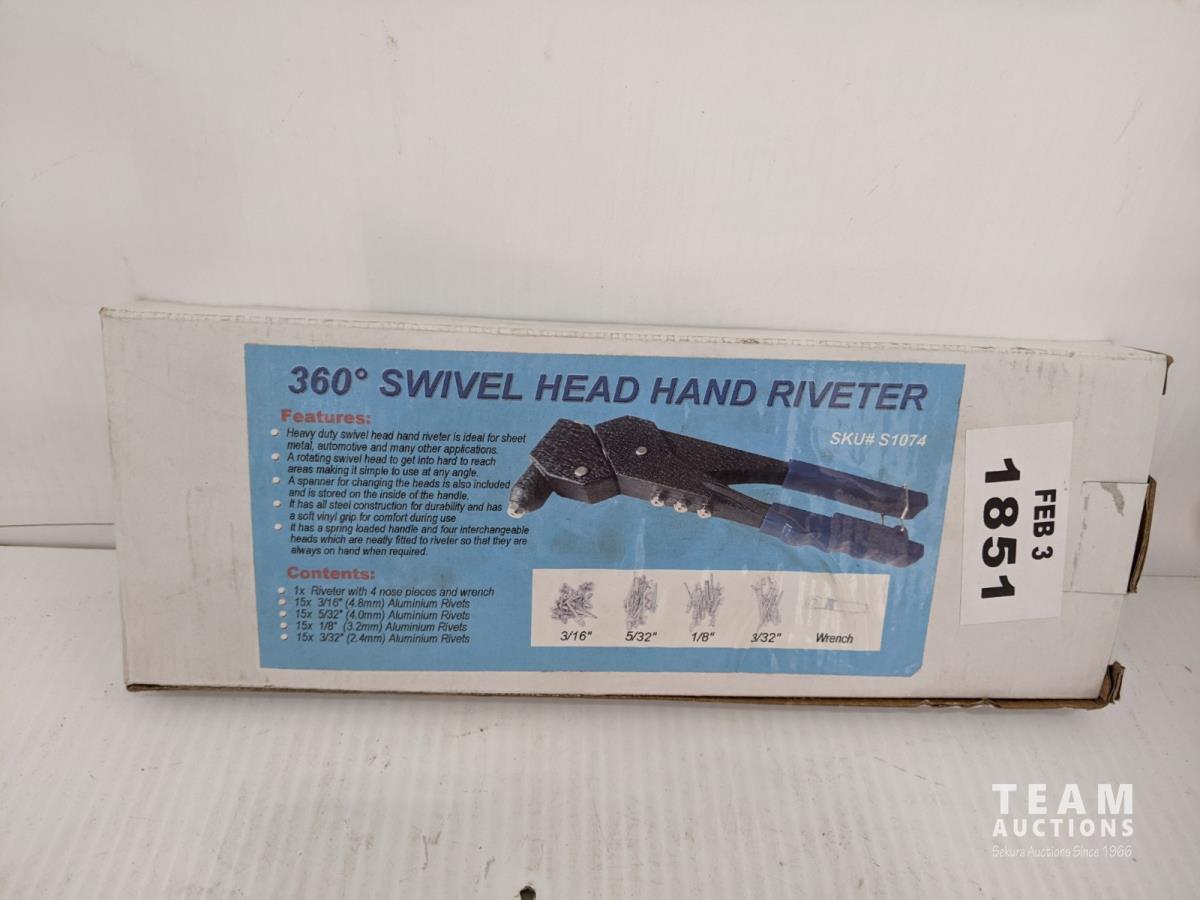 360° SWIVEL HEAD HAND RIVETER
SKU# S1074
Features:
Heavy duty swivel head hand riveter is ideal for sheet
metal, automotive and many other applications.
A rotating swivel head to get into hard to reach
areas making it simple to use at any angle.
A spanner for changing the heads is also included
and is stored on the inside of the handle.
It has all steel construction for durability and has
a soft vinyl grip for comfort during use
It has a spring loaded handle and four interchangeable
heads which are neatly fitted to riveter so that they are
always on hand when required.
Contents:
1x Riveter with 4 nose pieces and wrench
15x 3/16" (4.8mm) Aluminium Rivets
15x 5/32" (4.0mm) Aluminium Rivets
15x 1/8" (3.2mm) Aluminium Rivets
15x 3/32" (2.4mm) Aluminium Rivets
3/16" 5/32" 1/8" 3/32" Wrench
FEB 3
1851
TEAM
AUCTIONS
Sekura Auctions Since 1966